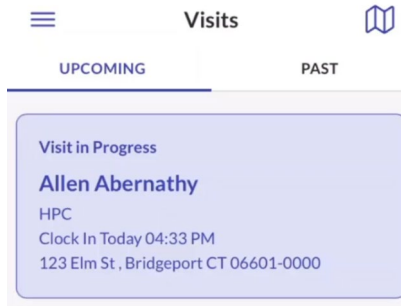 Visits
UPCOMING PAST
Visit in Progress
Allen Abernathy
HPC
Clock In Today 04:33 PM
123 Elm St , Bridgeport CT 06601-0000